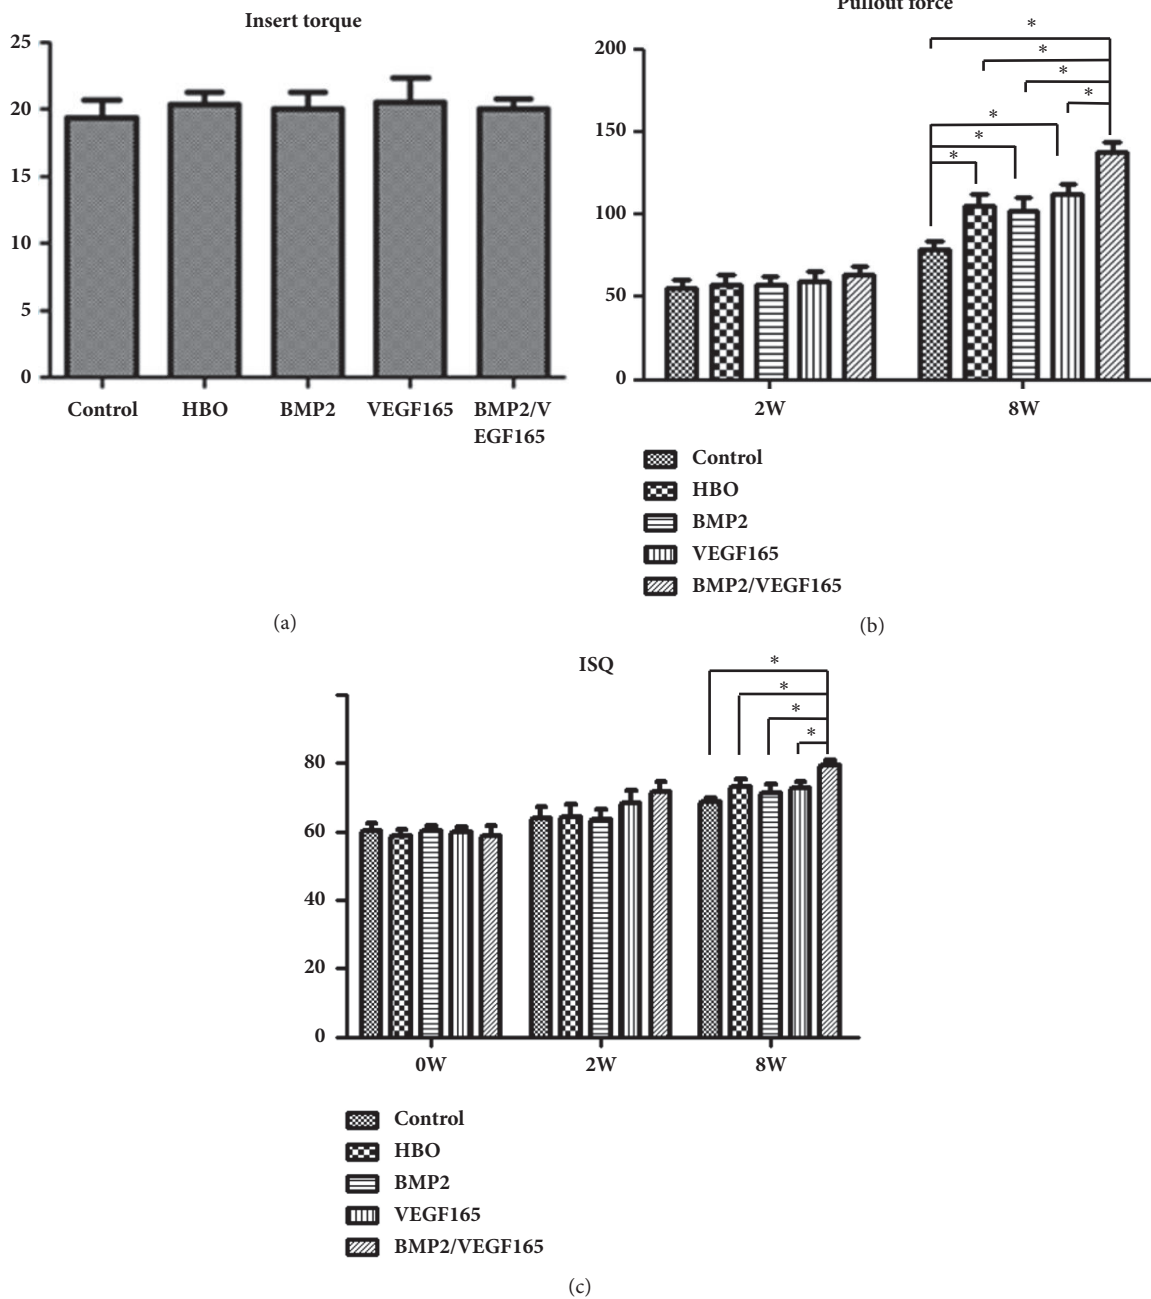 Insert torque
25
20
15
10
5
0
Control HBO BMP2 VEGF165 BMP2/V
EGF165
(a)
Pullout force
200
150
100
50
0
*
*
*
*
*
*
*
2W 8W
Control
HBO
BMP2
VEGF165
BMP2/VEGF165
(b)
ISQ
80
60
40
20
0
*
*
*
*
0W 2W 8W
Control
HBO
BMP2
VEGF165
BMP2/VEGF165
(c)